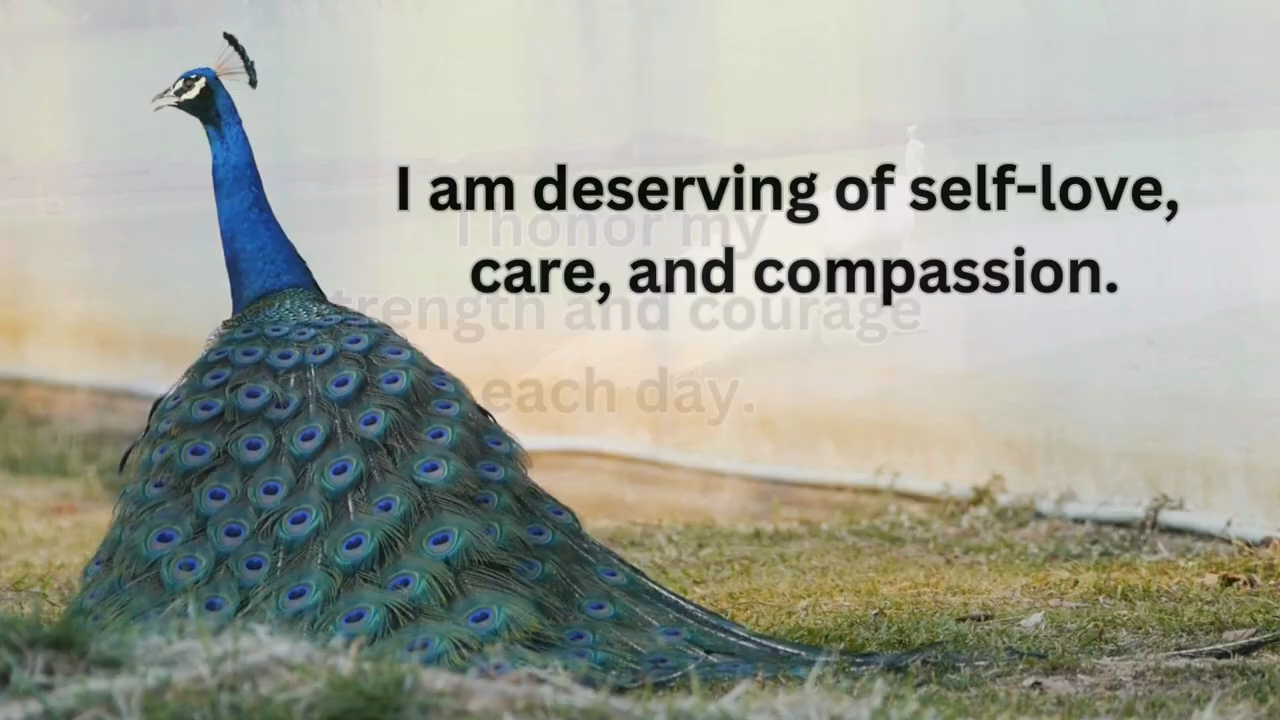 I am deserving of self-love,
care, and compassion.
I honor my
strength and courage
each day.